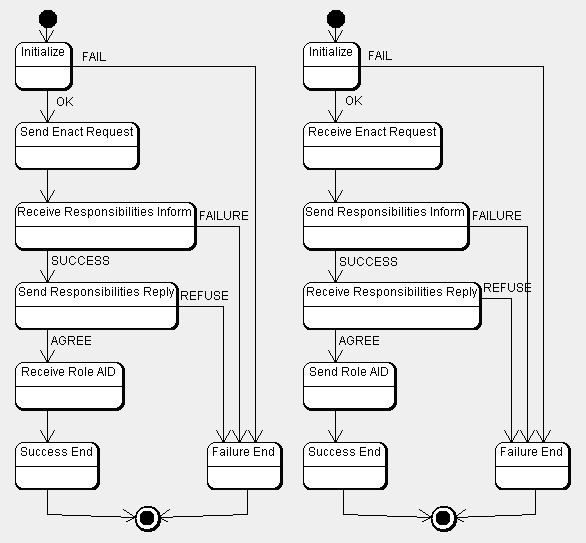 Initialize
FAIL
OK
Send Enact Request
Receive Responsibilities Inform
FAILURE
SUCCESS
Send Responsibilities Reply
REFUSE
AGREE
Receive Role AID
Success End
Failure End
Initialize
FAIL
OK
Receive Enact Request
Send Responsibilities Inform
FAILURE
SUCCESS
Receive Responsibilities Reply
REFUSE
AGREE
Send Role AID
Success End
Failure End